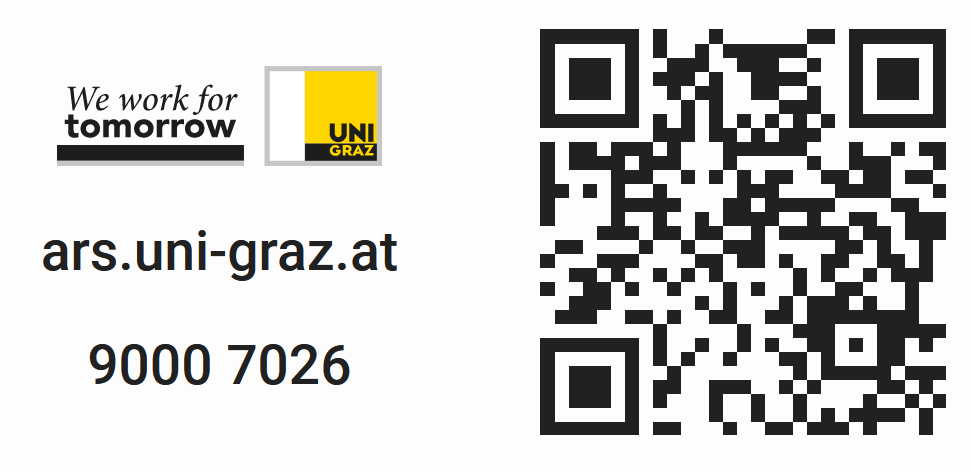 We work for
tomorrow
UNI
GRAZ
ars.uni-graz.at
9000 7026